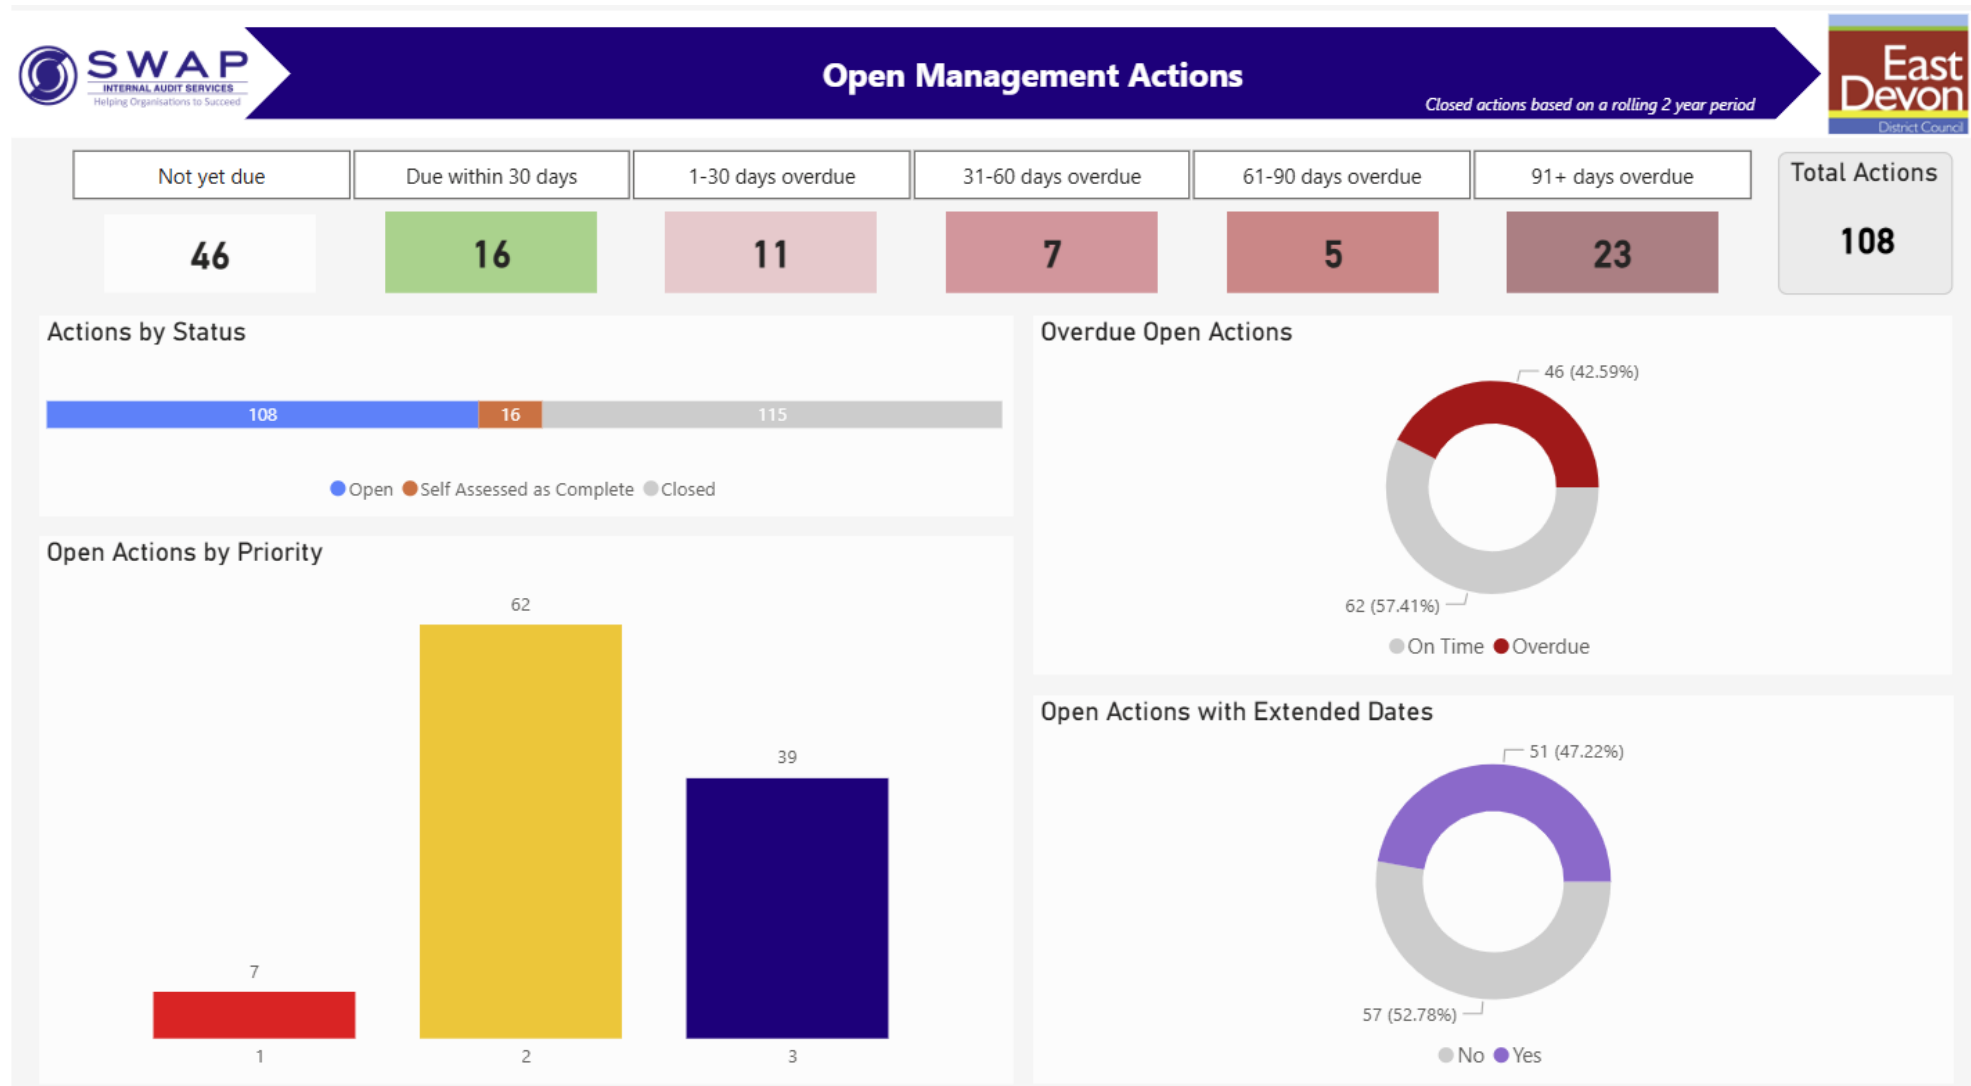 SWAP
INTERNAL AUDIT SERVICES
Helping Organisations to Succeed
Open Management Actions
Closed actions based on a rolling 2 year period
East
Devon
District Council
Not yet due
Due within 30 days
1-30 days overdue
31-60 days overdue
61-90 days overdue
91+ days overdue
Total Actions
46
16
11
7
5
23
108
Actions by Status
108
16
115
Open
Self Assessed as Complete
Closed
Overdue Open Actions
46 (42.59%)
62 (57.41%)
On Time
Overdue
Open Actions by Priority
62
39
7
1
2
3
Open Actions with Extended Dates
51 (47.22%)
57 (52.78%)
No
Yes